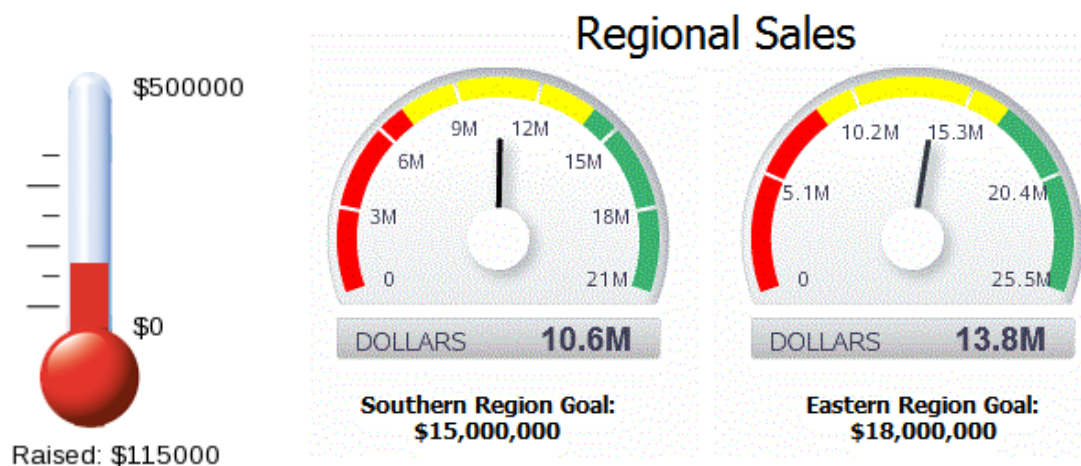 $500000
$0
Raised: $115000
Regional Sales
0
3M
6M
9M
12M
15M
18M
21M
DOLLARS 10.6M
Southern Region Goal:
$15,000,000
0
5.1M
10.2M
15.3M
20.4M
25.5M
DOLLARS 13.8M
Eastern Region Goal:
$18,000,000